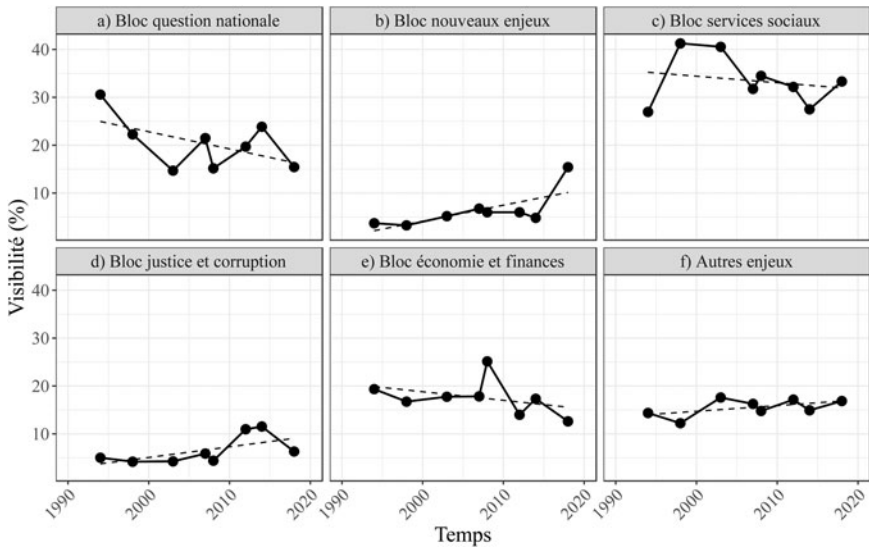 a) Bloc question nationale
b) Bloc nouveaux enjeux
c) Bloc services sociaux
40
30
20
10
Visibilité (%)
d) Bloc justice et corruption
e) Bloc économie et finances
f) Autres enjeux
40
30
20
10
1990
2000
2010
2020
1990
2000
2010
2020
1990
2000
2010
2020
Temps